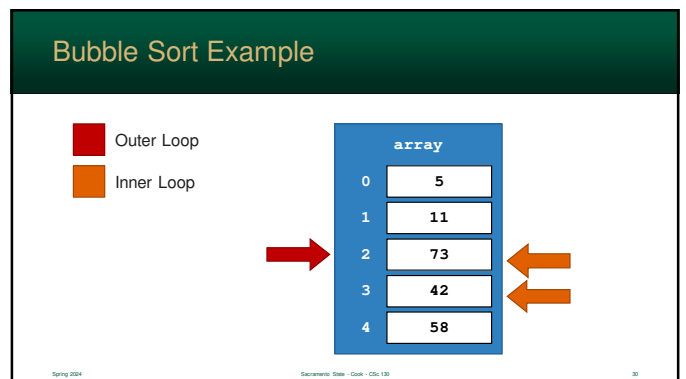 Bubble Sort Example
Outer Loop
Inner Loop
array
0 5
1 11
2 73
3 42
4 58
Spring 2024 Sacramento State - Cook - CSc 130 30